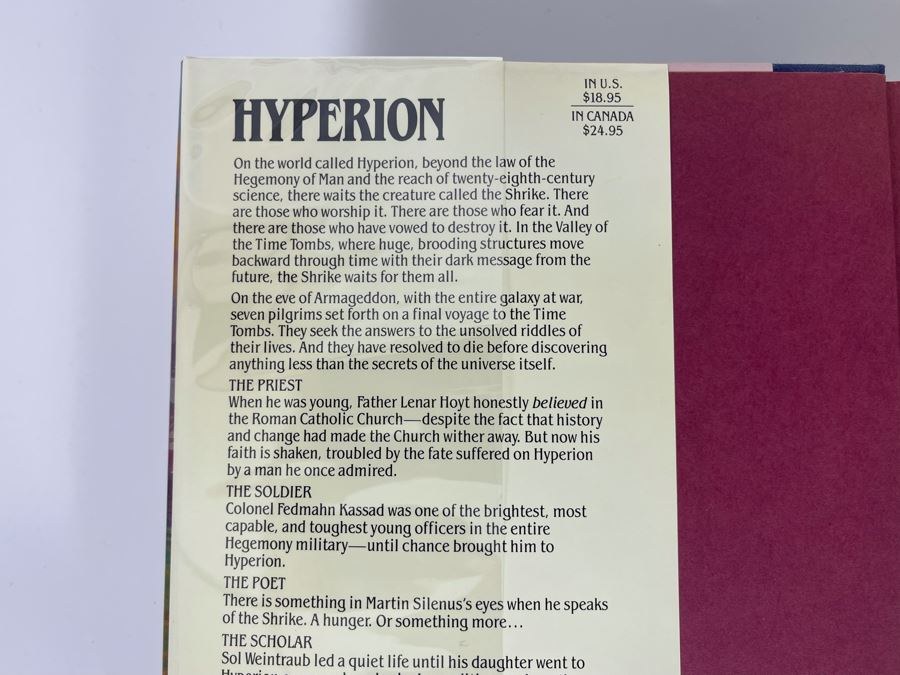 HYPERION
IN U.S.
$18.95
IN CANADA
$24.95
On the world called Hyperion, beyond the law of the
Hegemony of Man and the reach of twenty-eighth-century
science, there waits the creature called the Shrike. There
are those who worship it. There are those who fear it. And
there are those who have vowed to destroy it. In the Valley of
the Time Tombs, where huge, brooding structures move
backward through time with their dark message from the
future, the Shrike waits for them all.
On the eve of Armageddon, with the entire galaxy at war,
seven pilgrims set forth on a final voyage to the Time
Tombs. They seek the answers to the unsolved riddles of
their lives. And they have resolved to die before discovering
anything less than the secrets of the universe itself.
THE PRIEST
When he was young, Father Lenar Hoyt honestly believed in
the Roman Catholic Church—despite the fact that history
and change had made the Church wither away. But now his
faith is shaken, troubled by the fate suffered on Hyperion
by a man he once admired.
THE SOLDIER
Colonel Fedmahn Kassad was one of the brightest, most
capable, and toughest young officers in the entire
Hegemony military—until chance brought him to
Hyperion.
THE POET
There is something in Martin Silenus's eyes when he speaks
of the Shrike. A hunger. Or something more...
THE SCHOLAR
Sol Weintraub led a quiet life until his daughter went to